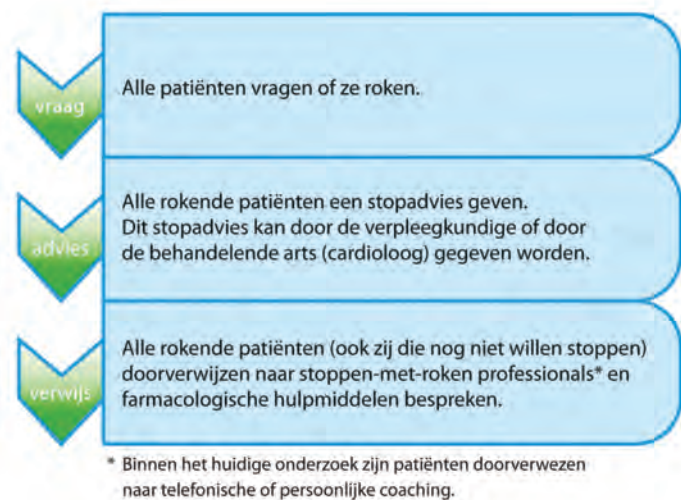 vraag
Alle patiënten vragen of ze roken.
advies
Alle rokende patiënten een stopadvies geven.
Dit stopadvies kan door de verpleegkundige of door
de behandelende arts (cardioloog) gegeven worden.
verwijs
Alle rokende patiënten (ook zij die nog niet willen stoppen)
doorverwijzen naar stoppen-met-roken professionals* en
farmacologische hulpmiddelen bespreken.
* Binnen het huidige onderzoek zijn patiënten doorverwezen
naar telefonische of persoonlijke coaching.